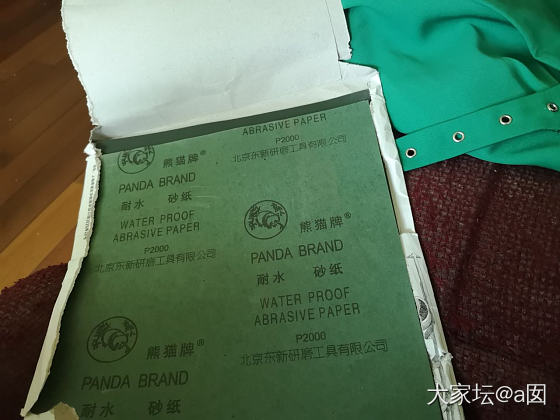 ABRASIVE PAPER
P2000
北京东新研磨工具有限公司
熊猫牌®
PANDA BRAND
耐水 砂纸
WATER PROOF
ABRASIVE PAPER
P2000
北京东新研磨工具有限公司
熊猫牌®
PANDA BRAND
耐水 砂纸
WATER PROOF
ABRASIVE PAPER
P2000
北京东新研磨工具有限公司
熊猫牌®
PANDA BRAND
耐水 砂纸
大家坛@a囡